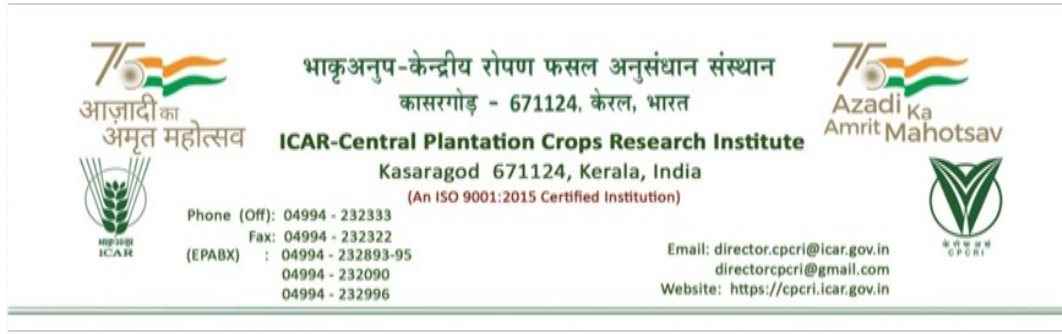 75
आज़ादी का
अमृत महोत्सव
भाकृअनुप-केन्द्रीय रोपण फसल अनुसंधान संस्थान
कासरगोड़ - 671124, केरल, भारत
ICAR-Central Plantation Crops Research Institute
Kasaragod 671124, Kerala, India
(An ISO 9001:2015 Certified Institution)
75
Azadi Ka
Amrit Mahotsav
भाकृअनुप
ICAR
Phone (Off): 04994 - 232333
Fax: 04994 - 232322
(EPABX) : 04994 - 232893-95
04994 - 232090
04994 - 232996
Email: director.cpcri@icar.gov.in
directorcpcri@gmail.com
Website: https://cpcri.icar.gov.in
CPCRI